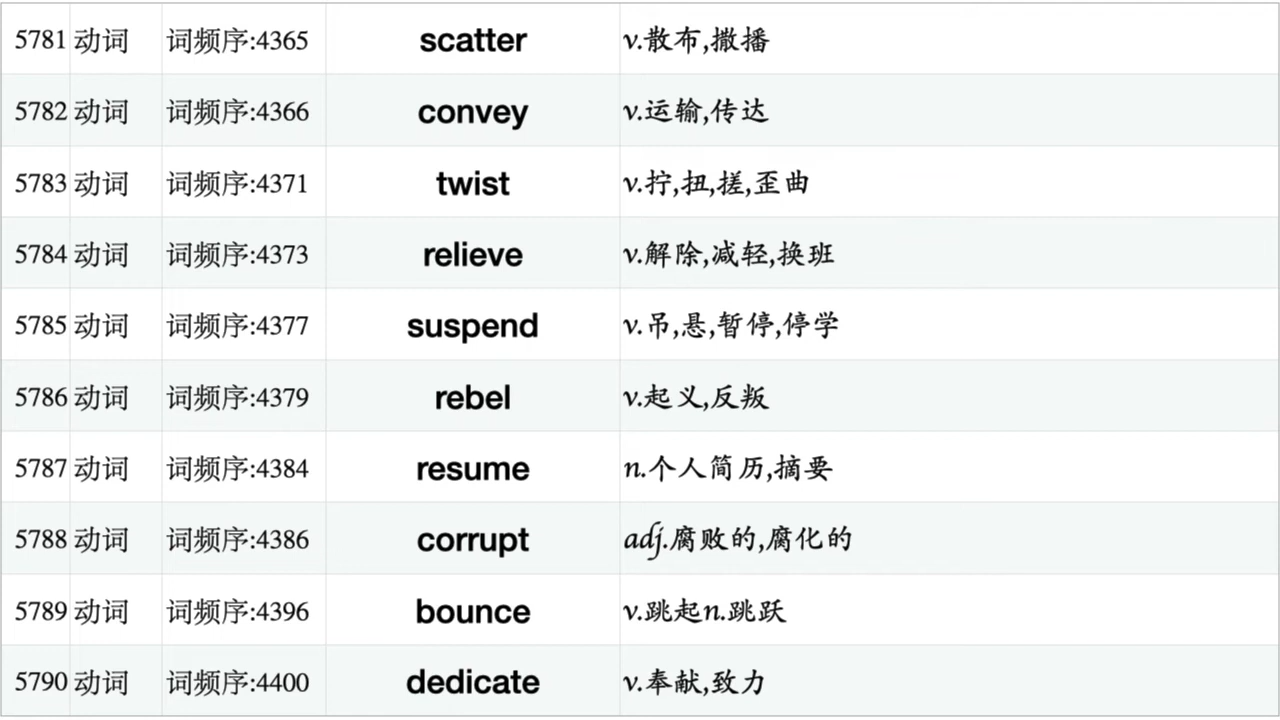 5781 动词 词频序:4365 scatter v.散布,撒播
5782 动词 词频序:4366 convey v.运输,传达
5783 动词 词频序:4371 twist v.拧,扭,搓,歪曲
5784 动词 词频序:4373 relieve v.解除,减轻,换班
5785 动词 词频序:4377 suspend v.吊,悬,暂停,停学
5786 动词 词频序:4379 rebel v.起义,反叛
5787 动词 词频序:4384 resume n.个人简历,摘要
5788 动词 词频序:4386 corrupt adj.腐败的,腐化的
5789 动词 词频序:4396 bounce v.跳起n.跳跃
5790 动词 词频序:4400 dedicate v.奉献,致力